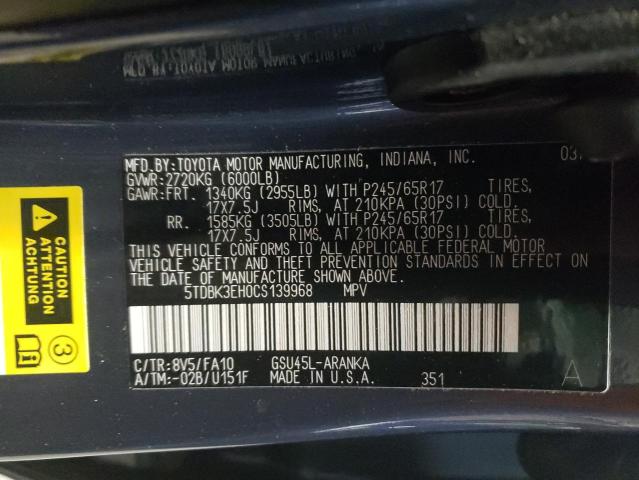 MFD.BY:TOYOTA MOTOR MANUFACTURING, INDIANA, INC. 03
GVWR:2720KG (6000LB)
GAWR:FRT. 1340KG (2955LB) WITH P245/65R17 TIRES,
17X7.5J RIMS, AT 210KPA (30PSI) COLD.
RR. 1585KG (3505LB) WITH P245/65R17 TIRES,
17X7.5J RIMS, AT 210KPA (30PSI) COLD.
THIS VEHICLE CONFORMS TO ALL APPLICABLE FEDERAL MOTOR
VEHICLE SAFETY AND THEFT PREVENTION STANDARDS IN EFFECT ON
THE DATE OF MANUFACTURE SHOWN ABOVE.
5TDBK3EH0CS139968 MPV
C/TR:8V5/FA10 GSU45L-ARANKA
A/TM:-02B/U151F MADE IN U.S.A. 351 A
CAUTION
ATTENTION
3